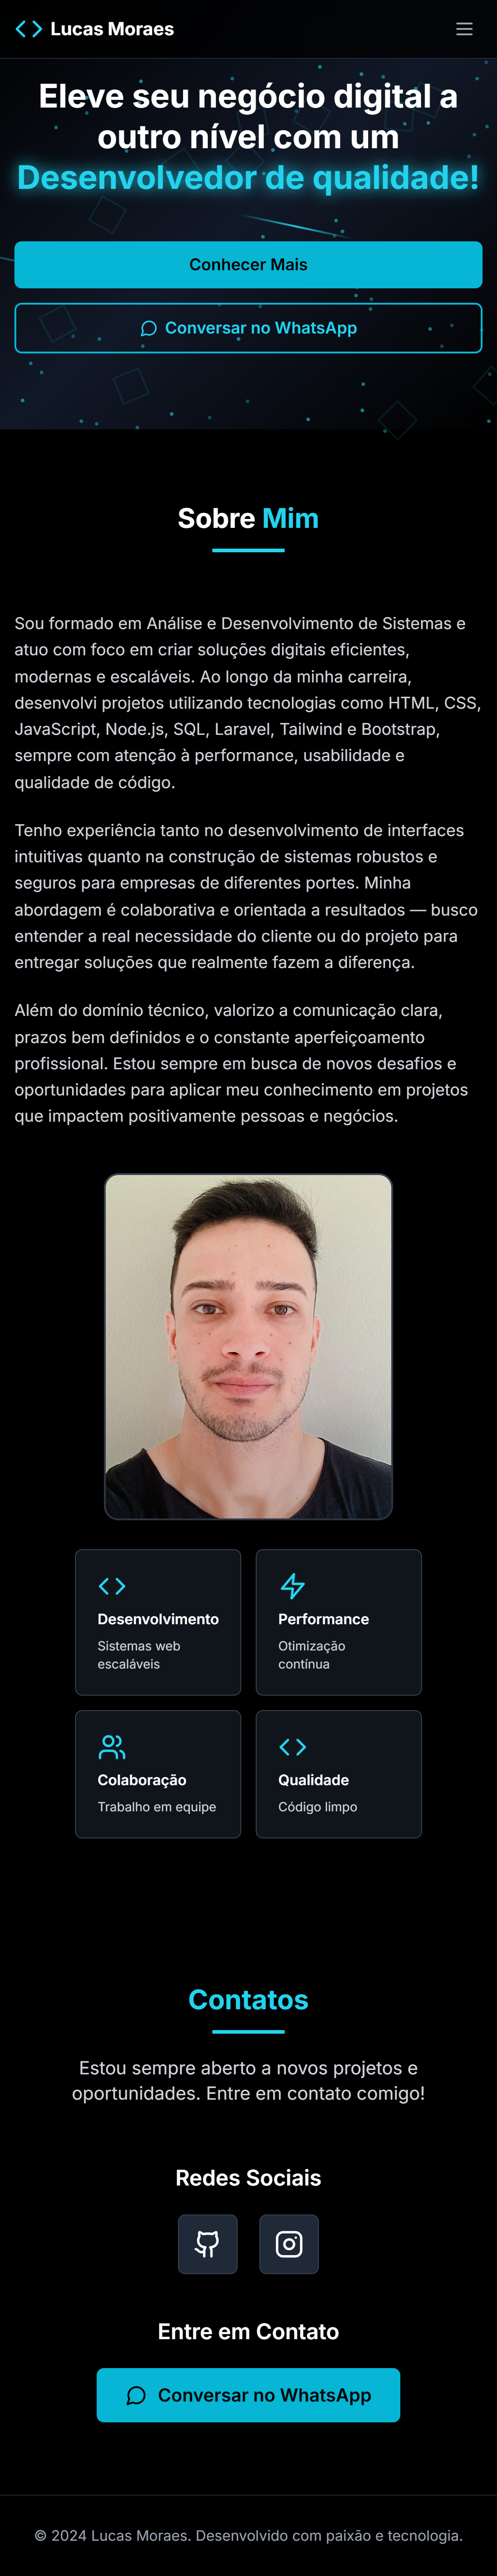 Lucas Moraes
Eleve seu negócio digital a
outro nível com um
Desenvolvedor de qualidade!
Conhecer Mais
Conversar no WhatsApp
Sobre Mim
Sou formado em Análise e Desenvolvimento de Sistemas e
atuo com foco em criar soluções digitais eficientes,
modernas e escaláveis. Ao longo da minha carreira,
desenvolvi projetos utilizando tecnologias como HTML, CSS,
JavaScript, Node.js, SQL, Laravel, Tailwind e Bootstrap,
sempre com atenção à performance, usabilidade e
qualidade de código.
Tenho experiência tanto no desenvolvimento de interfaces
intuitivas quanto na construção de sistemas robustos e
seguros para empresas de diferentes portes. Minha
abordagem é colaborativa e orientada a resultados — busco
entender a real necessidade do cliente ou do projeto para
entregar soluções que realmente fazem a diferença.
Além do domínio técnico, valorizo a comunicação clara,
prazos bem definidos e o constante aperfeiçoamento
profissional. Estou sempre em busca de novos desafios e
oportunidades para aplicar meu conhecimento em projetos
que impactem positivamente pessoas e negócios.
Desenvolvimento
Sistemas web
escaláveis
Performance
Otimização
contínua
Colaboração
Trabalho em equipe
Qualidade
Código limpo
Contatos
Estou sempre aberto a novos projetos e
oportunidades. Entre em contato comigo!
Redes Sociais
Entre em Contato
Conversar no WhatsApp
© 2024 Lucas Moraes. Desenvolvido com paixão e tecnologia.